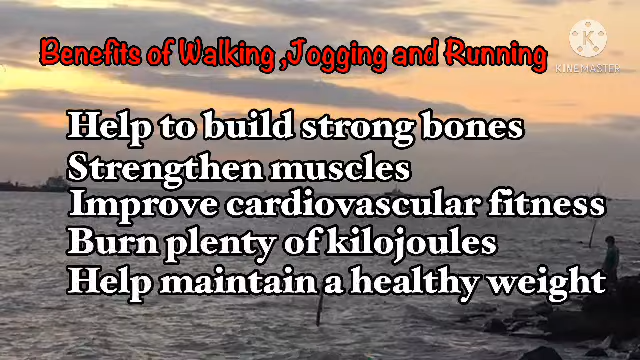 Benefits of Walking ,Jogging and Running
KINEMASTER
Help to build strong bones
Strengthen muscles
Improve cardiovascular fitness
Burn plenty of kilojoules
Help maintain a healthy weight